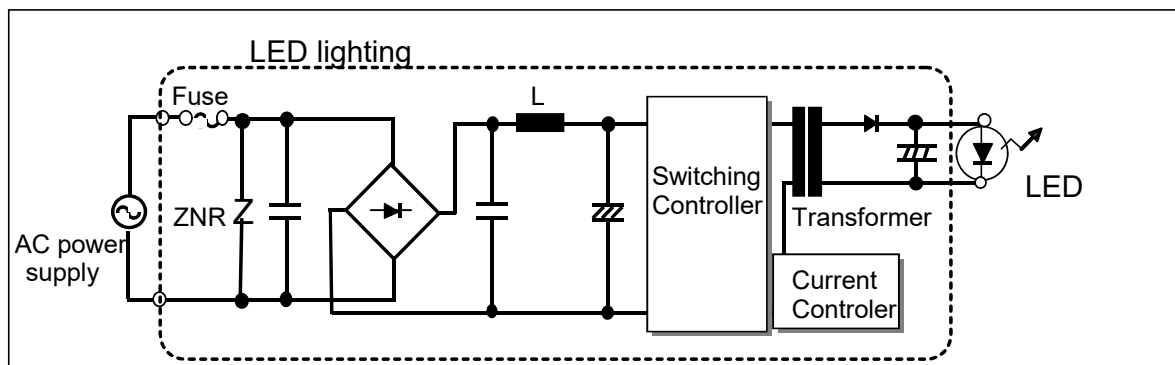 LED lighting
Fuse
L
ZNR
AC power
supply
Switching
Controller
Transformer
LED
Current
Controler